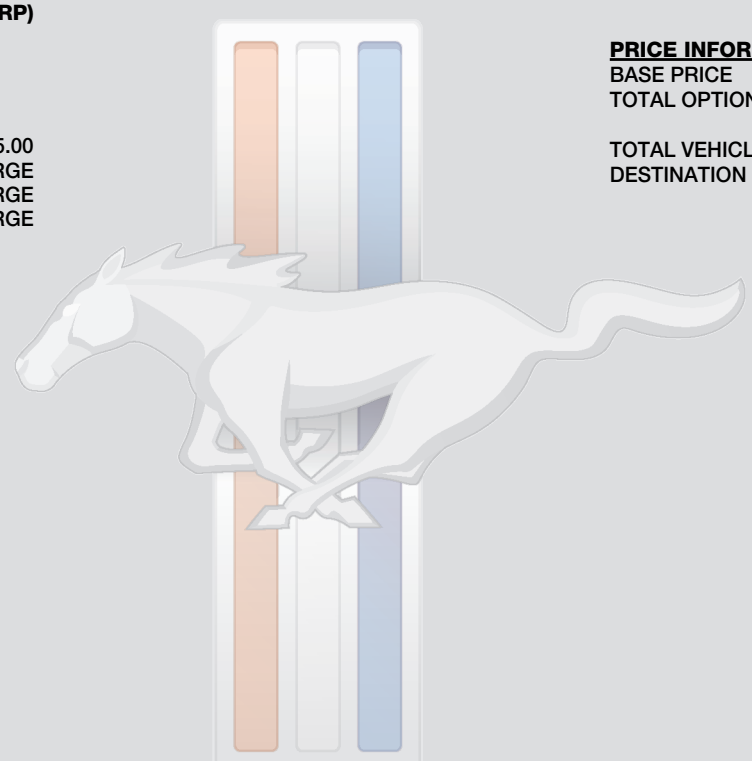 RP)
PRICE INFOR
BASE PRICE
TOTAL OPTION
5.00
TOTAL VEHICL
RGE
DESTINATION
RGE
RGE